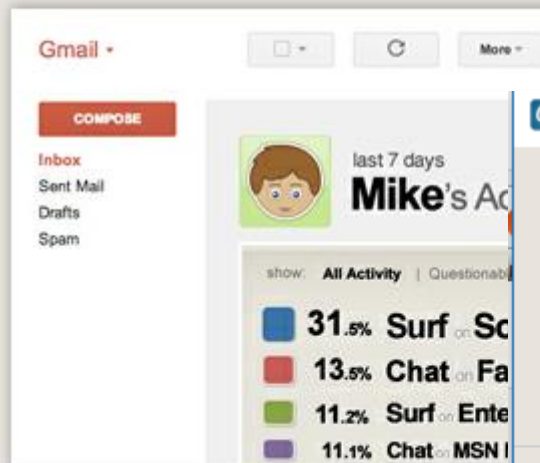 Gmail
More
COMPOSE
Inbox
Sent Mail
Drafts
Spam
last 7 days
Mike's Ac
show: All Activity | Questionab
31.5% Surf on Sc
13.5% Chat on Fa
11.2% Surf on Ente
11.1% Chat on MSN